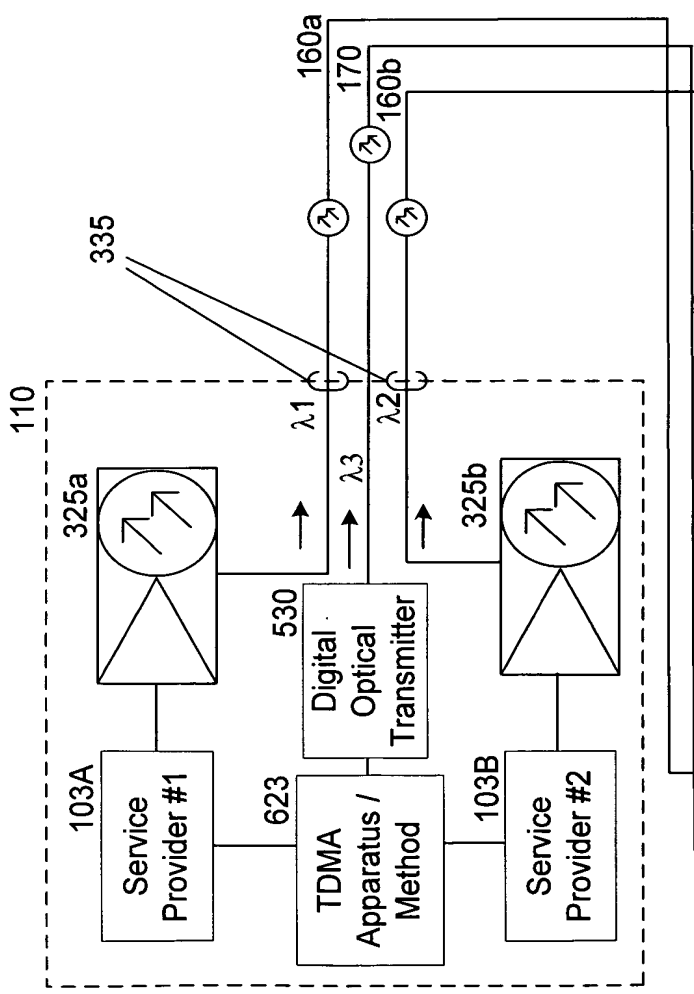 110
335
325a
160a
170
160b
λ1
λ3
λ2
103A
Service
Provider #1
530
Digital
Optical
Transmitter
325b
623
TDMA
Apparatus /
Method
103B
Service
Provider #2